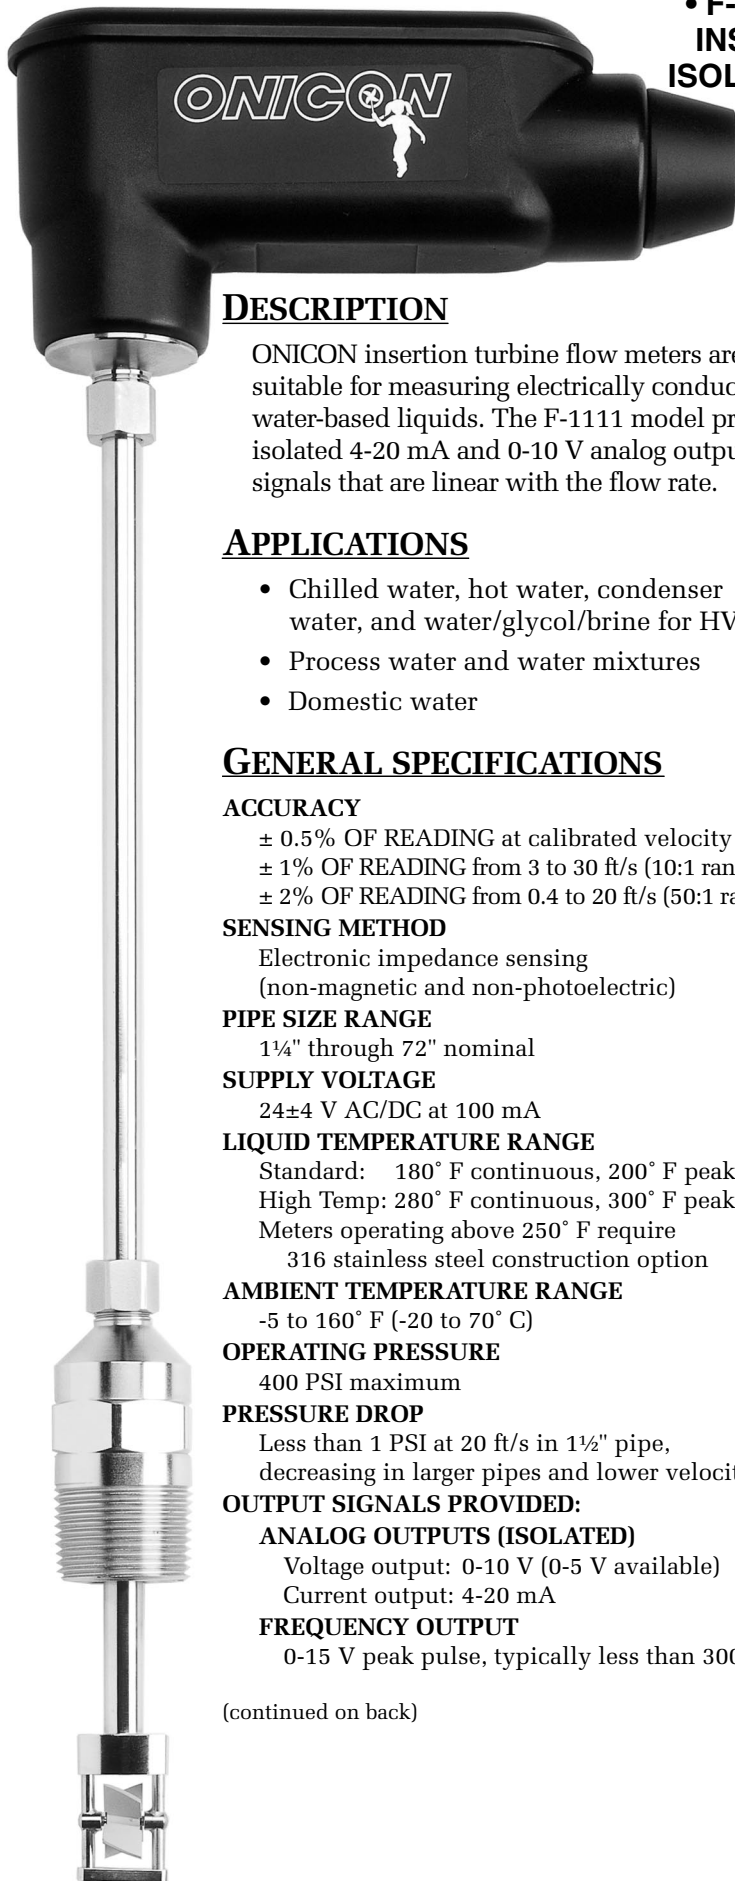 • F-
INS
ISOL
ONICON
DESCRIPTION
ONICON insertion turbine flow meters are
suitable for measuring electrically conduc
water-based liquids. The F-1111 model pr
isolated 4-20 mA and 0-10 V analog outpu
signals that are linear with the flow rate.
APPLICATIONS
• Chilled water, hot water, condenser
water, and water/glycol/brine for HV
• Process water and water mixtures
• Domestic water
GENERAL SPECIFICATIONS
ACCURACY
± 0.5% OF READING at calibrated velocity
± 1% OF READING from 3 to 30 ft/s (10:1 ran
± 2% OF READING from 0.4 to 20 ft/s (50:1 ra
SENSING METHOD
Electronic impedance sensing
(non-magnetic and non-photoelectric)
PIPE SIZE RANGE
1¼" through 72" nominal
SUPPLY VOLTAGE
24±4 V AC/DC at 100 mA
LIQUID TEMPERATURE RANGE
Standard: 180˚ F continuous, 200˚ F peak
High Temp: 280˚ F continuous, 300˚ F peak
Meters operating above 250˚ F require
316 stainless steel construction option
AMBIENT TEMPERATURE RANGE
-5 to 160˚ F (-20 to 70˚ C)
OPERATING PRESSURE
400 PSI maximum
PRESSURE DROP
Less than 1 PSI at 20 ft/s in 1½" pipe,
decreasing in larger pipes and lower velocit
OUTPUT SIGNALS PROVIDED:
ANALOG OUTPUTS (ISOLATED)
Voltage output: 0-10 V (0-5 V available)
Current output: 4-20 mA
FREQUENCY OUTPUT
0-15 V peak pulse, typically less than 300
(continued on back)